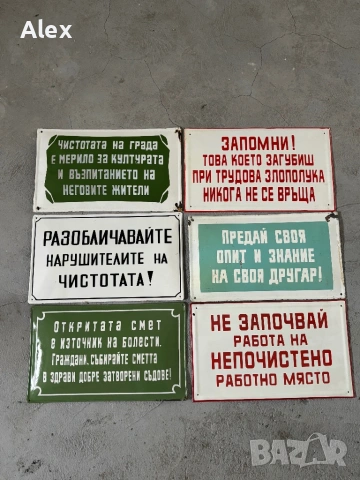 Alex
ЧИСТОТАТА НА ГРАДА
Е МЕРИЛО ЗА КУЛТУРАТА
И ВЪЗПИТАНИЕТО НА
НЕГОВИТЕ ЖИТЕЛИ
ЗАПОМНИ!
ТОВА КОЕТО ЗАГУБИШ
ПРИ ТРУДОВА ЗЛОПОЛУКА
НИКОГА НЕ СЕ ВРЪЩА
РАЗОБЛИЧАВАЙТЕ
НАРУШИТЕЛИТЕ НА
ЧИСТОТАТА!
ПРЕДАЙ СВОЯ
ОПИТ И ЗНАНИЕ
НА СВОЯ ДРУГАР!
ОТКРИТАТА СМЕТ
Е ИЗТОЧНИК НА БОЛЕСТИ.
ГРАЖДАНИ, СЪБИРАЙТЕ СМЕТТА
В ЗДРАВИ ДОБРЕ ЗАТВОРЕНИ СЪДОВЕ!
НЕ ЗАПОЧВАЙ
РАБОТА НА
НЕПОЧИСТЕНО
РАБОТНО МЯСТО
BAZAR